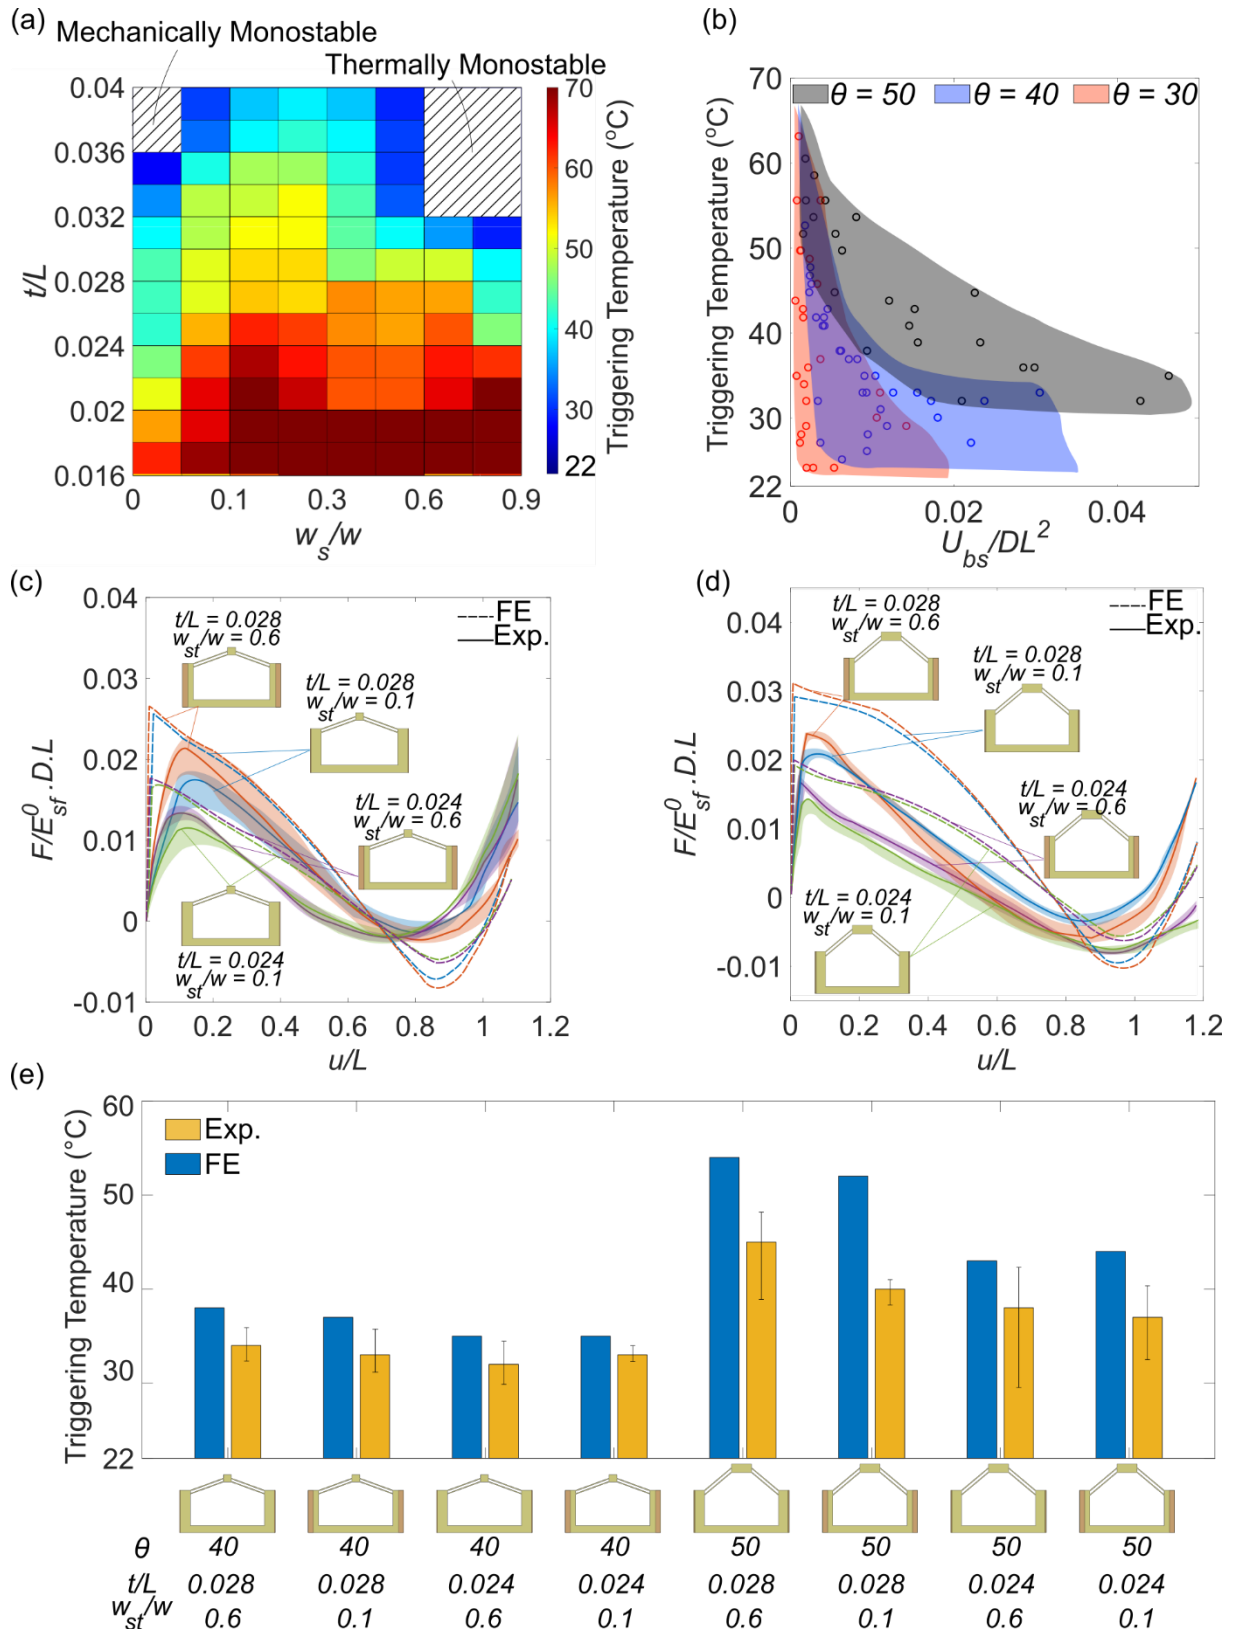 (a)
Mechanically Monostable
Thermally Monostable
0.04
0.036
0.032
0.028
0.024
0.02
0.016
t/L
0
0.1
0.3
0.6
0.9
w_s/w
70
60
50
40
30
22
Triggering Temperature (°C)
(b)
70
60
50
40
30
22
Triggering Temperature (°C)
θ = 50
θ = 40
θ = 30
0
0.02
0.04
U_bs/DL²
(c)
0.04
0.03
0.02
0.01
0
-0.01
F/E⁰_sf.D.L
FE
Exp.
t/L = 0.028
w_st/w = 0.6
t/L = 0.028
w_st/w = 0.1
t/L = 0.024
w_st/w = 0.6
t/L = 0.024
w_st/w = 0.1
0
0.2
0.4
0.6
0.8
1
1.2
u/L
(d)
0.04
0.03
0.02
0.01
0
-0.01
F/E⁰_sf.D.L
FE
Exp.
t/L = 0.028
w_st/w = 0.6
t/L = 0.028
w_st/w = 0.1
t/L = 0.024
w_st/w = 0.6
t/L = 0.024
w_st/w = 0.1
0
0.2
0.4
0.6
0.8
1
1.2
u/L
(e)
60
50
40
30
22
Triggering Temperature (°C)
Exp.
FE
θ 40 40 40 40 50 50 50 50
t/L 0.028 0.028 0.024 0.024 0.028 0.028 0.024 0.024
w_st/w 0.6 0.1 0.6 0.1 0.6 0.1 0.6 0.1